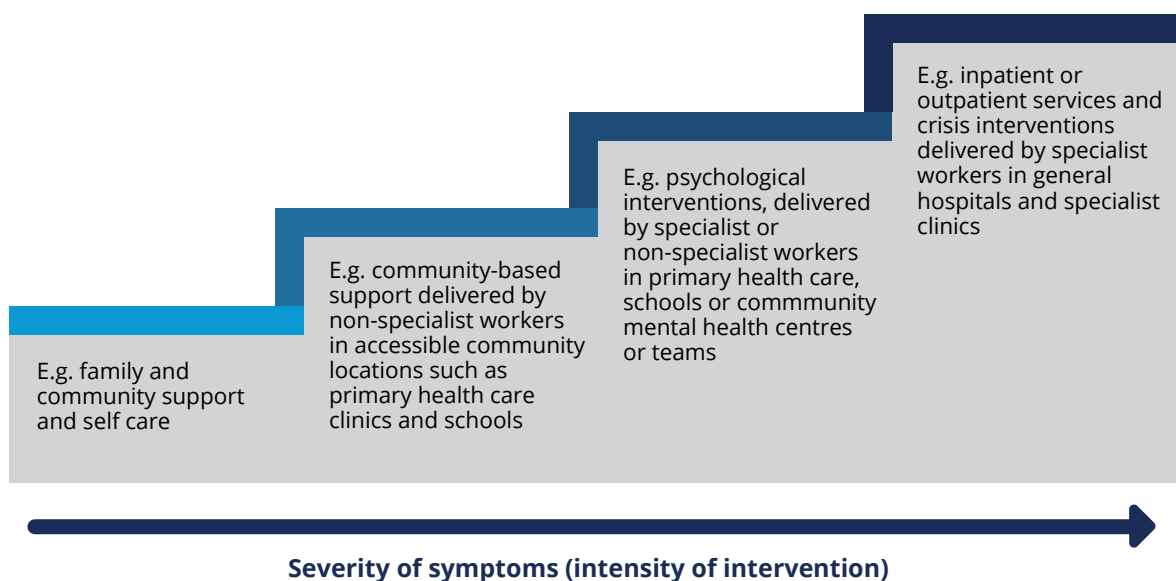 E.g. family and
community support
and self care
E.g. community-based
support delivered by
non-specialist workers
in accessible community
locations such as
primary health care
clinics and schools
E.g. psychological
interventions, delivered
by specialist or
non-specialist workers
in primary health care,
schools or commmunity
mental health centres
or teams
E.g. inpatient or
outpatient services and
crisis interventions
delivered by specialist
workers in general
hospitals and specialist
clinics
Severity of symptoms (intensity of intervention)